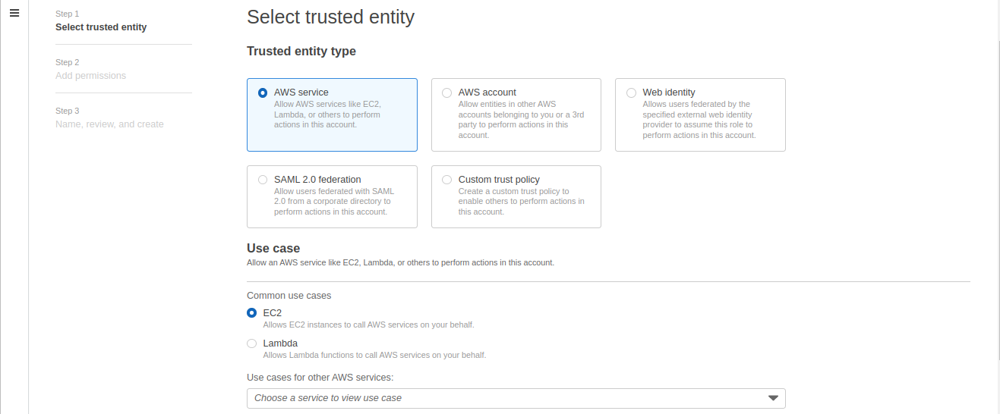 Step 1
Select trusted entity
Step 2
Add permissions
Step 3
Name, review, and create
Select trusted entity
Trusted entity type
AWS service
Allow AWS services like EC2,
Lambda, or others to perform
actions in this account.
AWS account
Allow entities in other AWS
accounts belonging to you or a 3rd
party to perform actions in this
account.
Web identity
Allows users federated by the
specified external web identity
provider to assume this role to
perform actions in this account.
SAML 2.0 federation
Allow users federated with SAML
2.0 from a corporate directory to
perform actions in this account.
Custom trust policy
Create a custom trust policy to
enable others to perform actions in
this account.
Use case
Allow an AWS service like EC2, Lambda, or others to perform actions in this account.
Common use cases
EC2
Allows EC2 instances to call AWS services on your behalf.
Lambda
Allows Lambda functions to call AWS services on your behalf.
Use cases for other AWS services:
Choose a service to view use case